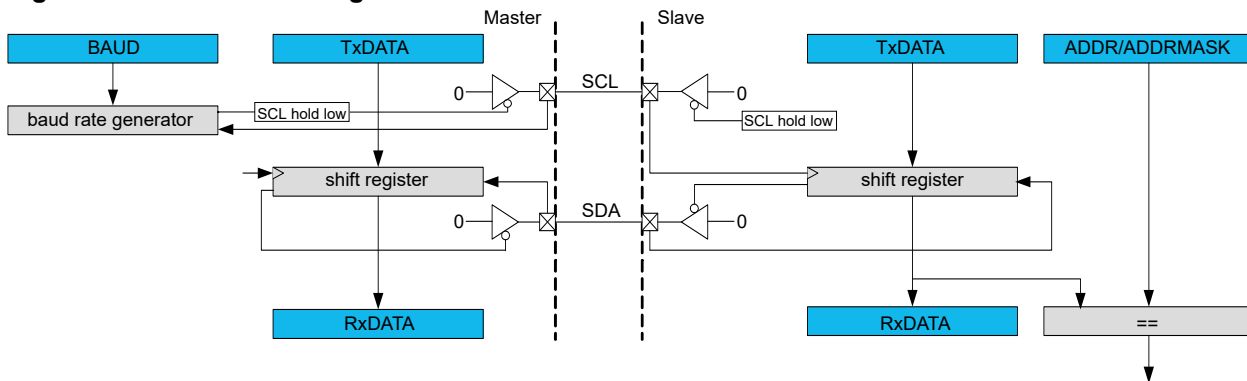 Master
Slave
BAUD
TxDATA
TxDATA
ADDR/ADDRMASK
SCL
0
0
baud rate generator
SCL hold low
SCL hold low
shift register
shift register
SDA
0
0
RxDATA
RxDATA
==